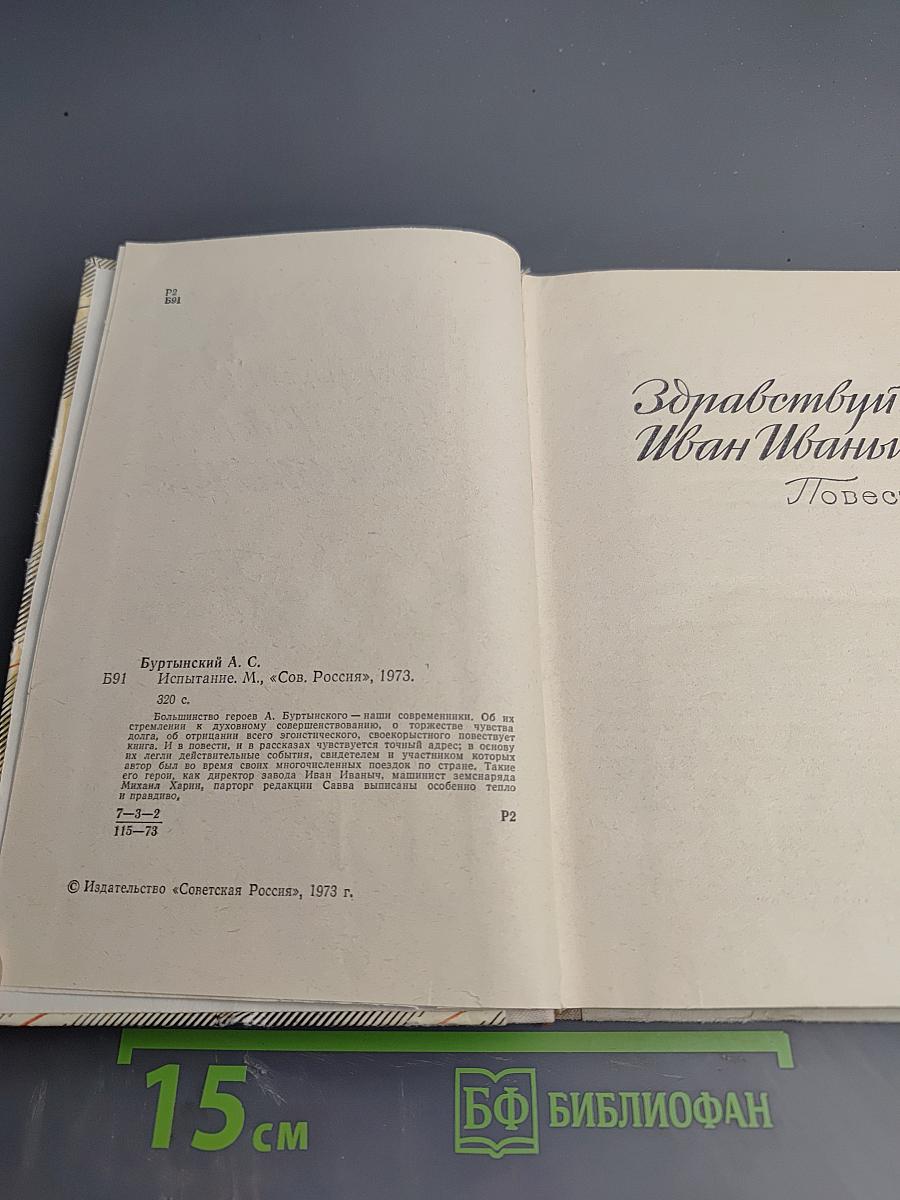 Р2
Б91
Буртынский А. С.
Б91 Испытание. М., «Сов. Россия», 1973.
320 с.
Большинство героев А. Буртынского — наши современники. Об их
стремлении к духовному совершенствованию, о торжестве чувства
долга, об отрицании всего эгоистического, своекорыстного повествует
книга. И в повести, и в рассказах чувствуется точный адрес; в основу
их легли действительные события, свидетелем и участником которых
автор был во время своих многочисленных поездок по стране. Такие
его герои, как директор завода Иван Иваныч, машинист земснаряда
Михаил Харин, парторг редакции Савва выписаны особенно тепло
и правдиво.
7—3—2
115—73
Р2
© Издательство «Советская Россия», 1973 г.
Здравствуй
Иван Иваны
Повес
15 см
БФ БИБЛИОФАН